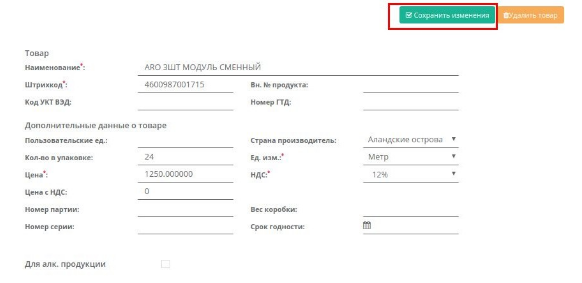 Сохранить изменения Удалить товар
Товар
Наименование*: ARO 3ШТ МОДУЛЬ СМЕННЫЙ
Штрихкод*: 4600987001715 Вн. № продукта:
Код УКТ ВЭД: Номер ГТД:
Дополнительные данные о товаре
Пользовательские ед.: Страна производитель: Аландские острова
Кол-во в упаковке: 24 Ед. изм.:* Метр
Цена*: 1250.000000 НДС:* 12%
Цена с НДС: 0
Номер партии: Вес коробки:
Номер серии: Срок годности:
Для алк. продукции